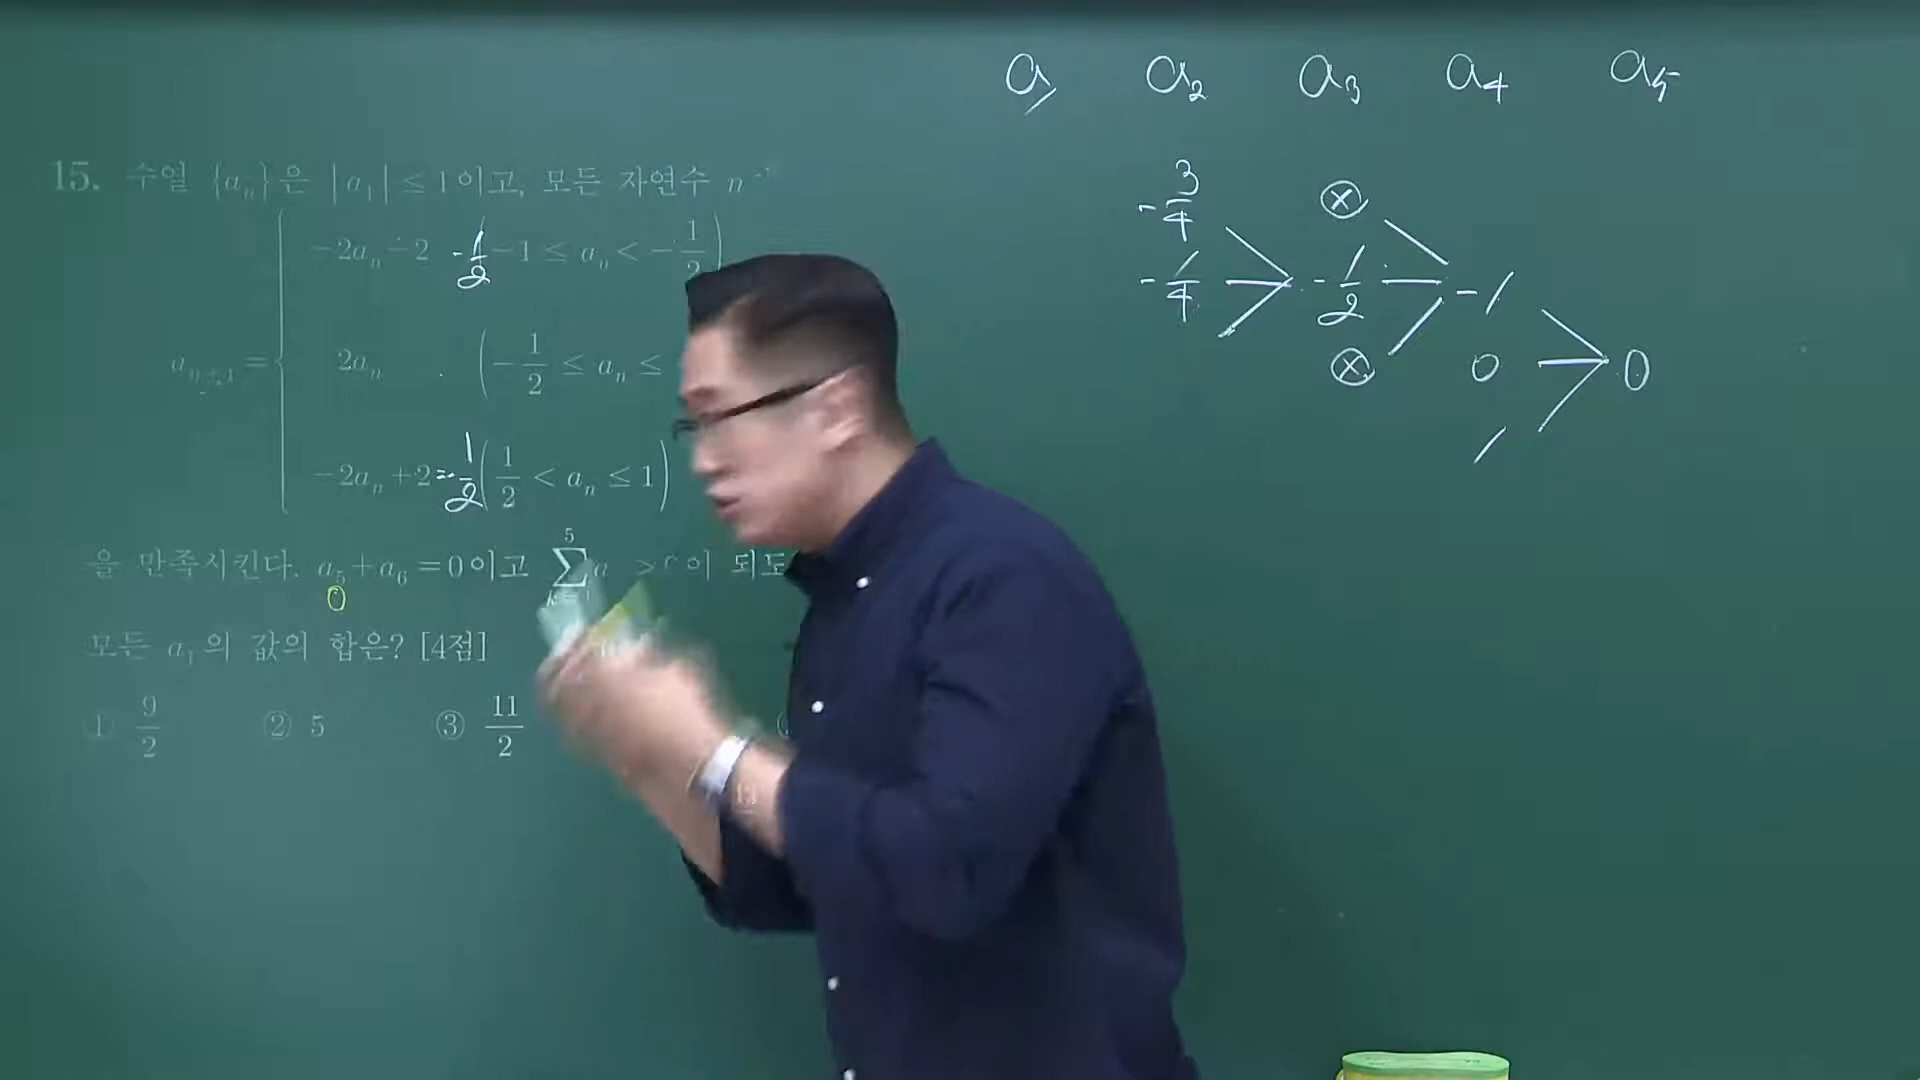 a₁ a₂ a₃ a₄ a₅
15. 수열 {aₙ}은 |a₁| ≤ 1이고, 모든 자연수 n
-2aₙ-2 -1/2 -1 ≤ aₙ < -1/2)
aₙ₊₁ = 2aₙ (-1/2 ≤ aₙ ≤
-2aₙ+2 = -1/2 (1/2 < aₙ ≤ 1)
을 만족시킨다. a₅+a₆=0이고 5 ∑ a > 이 되도
0
모든 a₁의 값의 합은? [4점]
① 9/2 ② 5 ③ 11/2
-3/4 ⊗
-1/4 -1/2 -1
⊗ 0 0
1